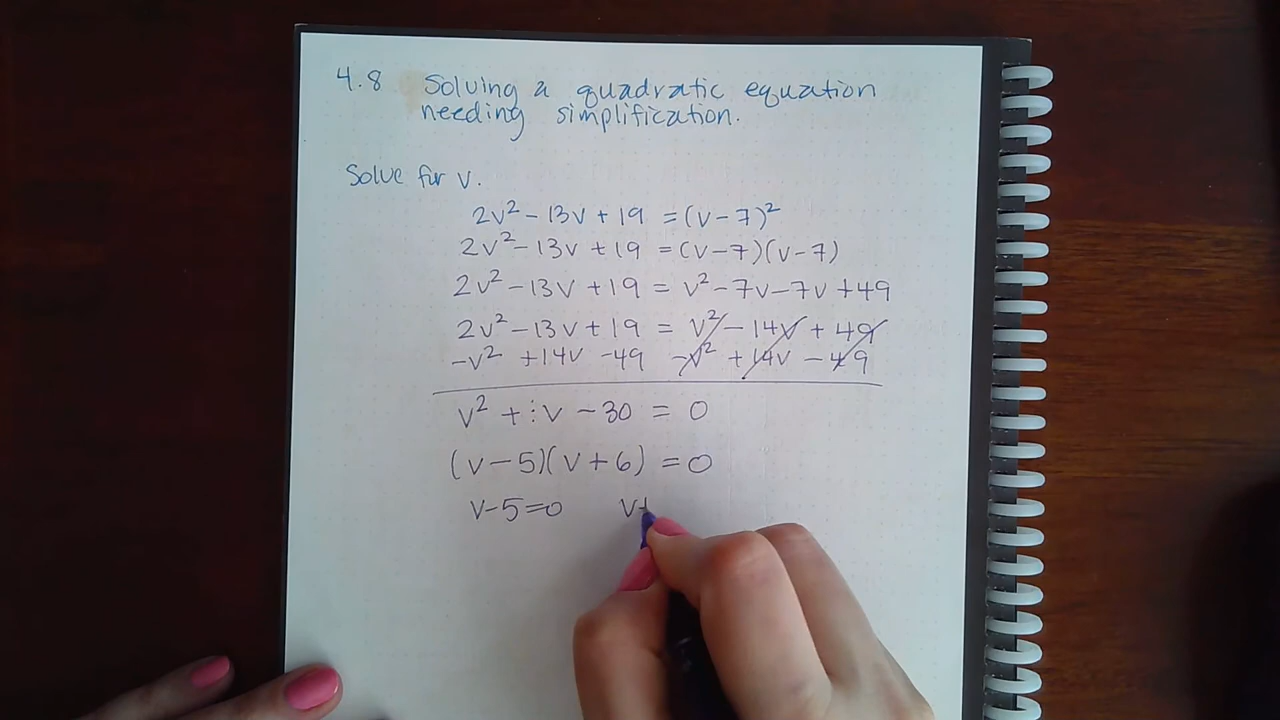 4.8 Solving a quadratic equation
needing simplification.
Solve for v.
2v² - 13v + 19 = (v - 7)²
2v² - 13v + 19 = (v - 7)(v - 7)
2v² - 13v + 19 = v² - 7v - 7v + 49
2v² - 13v + 19 = v² - 14v + 49
-v² + 14v - 49 -v² + 14v - 49
v² + ⋮v - 30 = 0
(v - 5)(v + 6) = 0
v - 5 = 0 v+